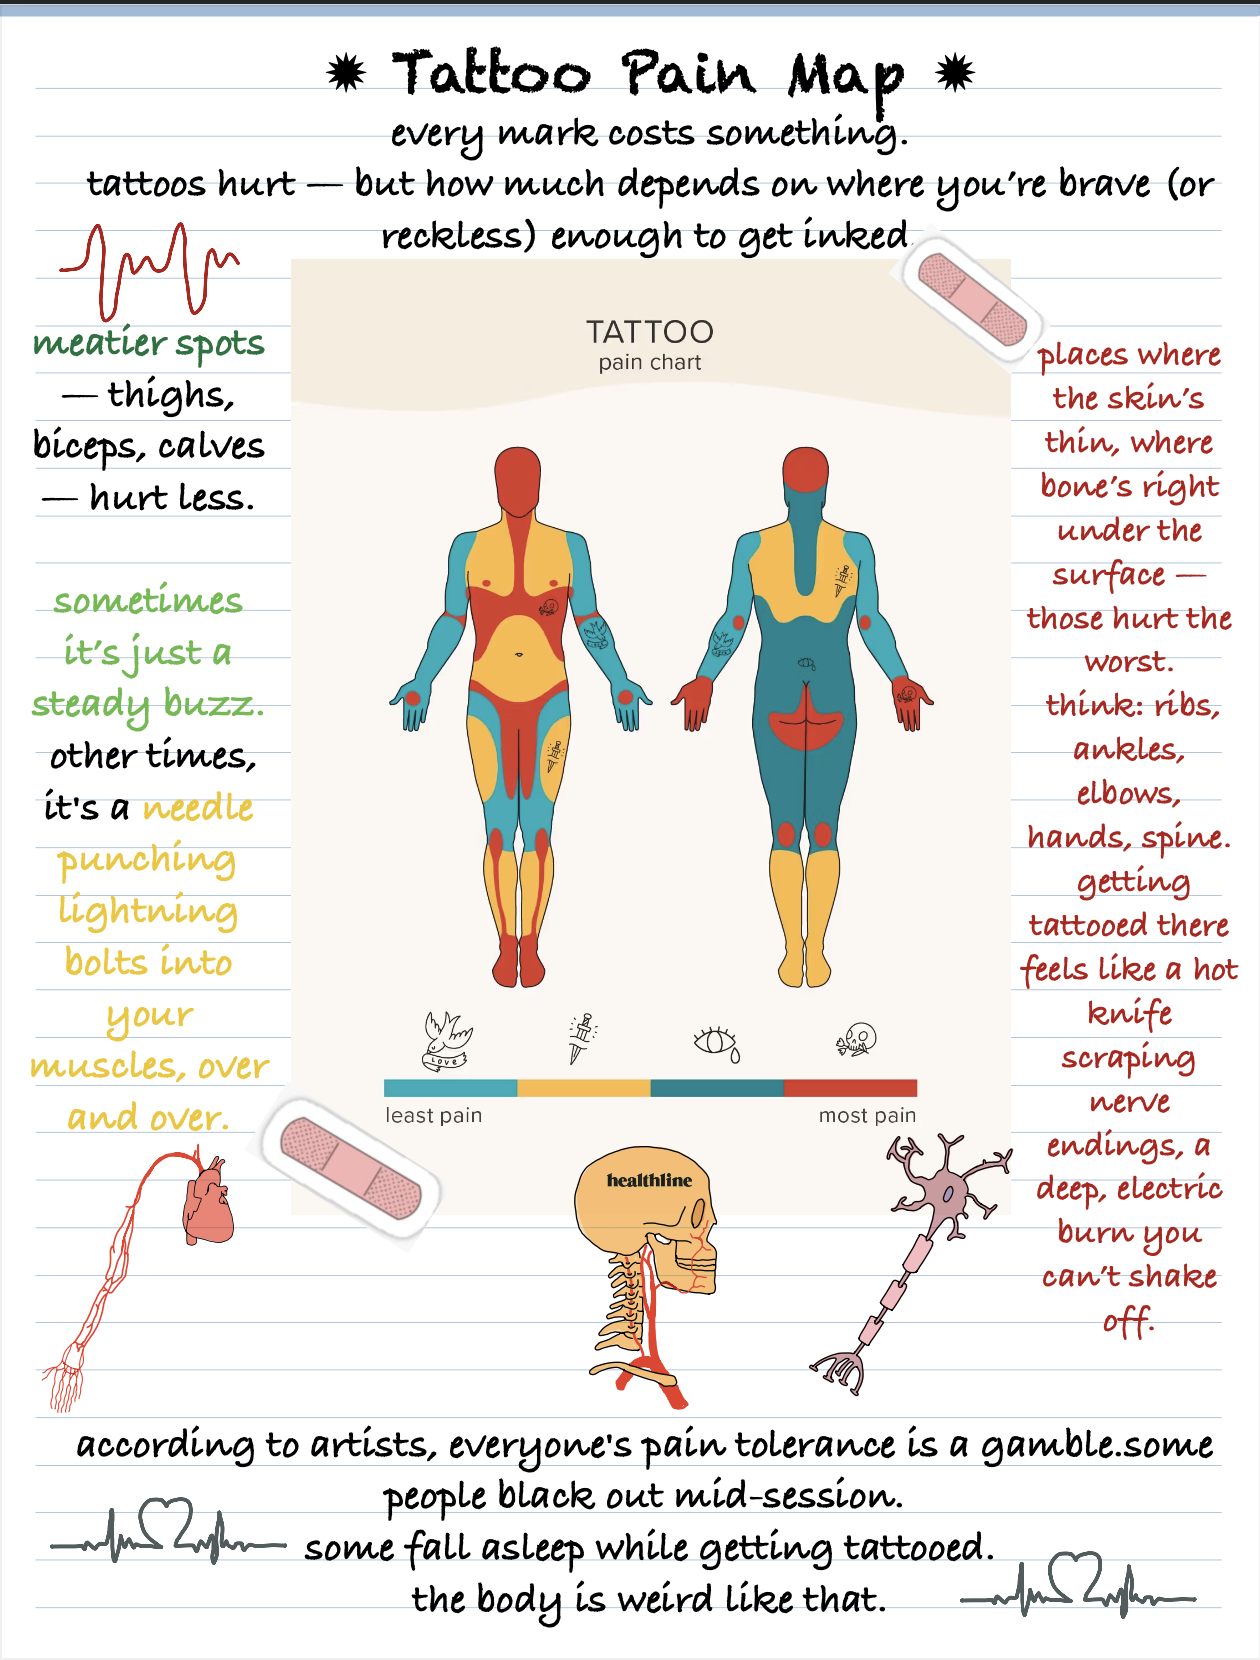 Tattoo Pain Map
every mark costs something.
tattoos hurt — but how much depends on where you're brave (or
reckless) enough to get inked.
meatier spots
— thighs,
biceps, calves
— hurt less.
sometimes
it's just a
steady buzz.
other times,
it's a needle
punching
lightning
bolts into
your
muscles, over
and over.
TATTOO
pain chart
LOVE
least pain
most pain
healthline
places where
the skin's
thin, where
bone's right
under the
surface —
those hurt the
worst.
think: ribs,
ankles,
elbows,
hands, spine.
getting
tattooed there
feels like a hot
knife
scraping
nerve
endings, a
deep, electric
burn you
can't shake
off.
according to artists, everyone's pain tolerance is a gamble.some
people black out mid-session.
some fall asleep while getting tattooed.
the body is weird like that.